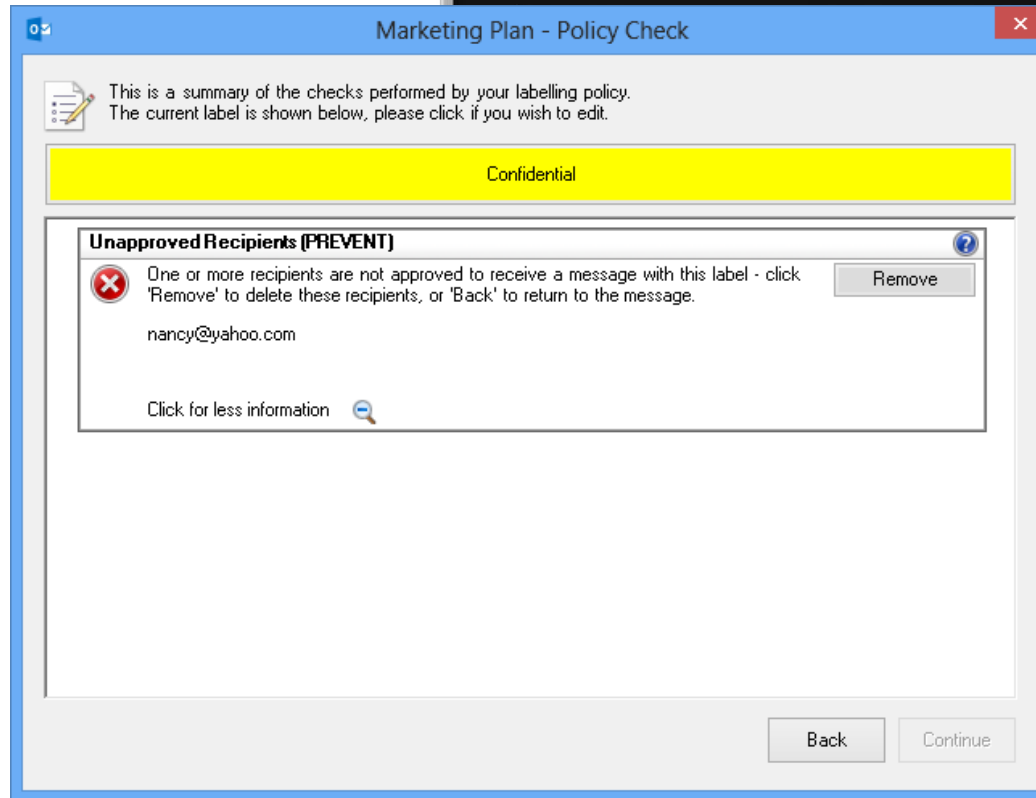 Marketing Plan - Policy Check
This is a summary of the checks performed by your labelling policy.
The current label is shown below, please click if you wish to edit.
Confidential
Unapproved Recipients (PREVENT)
One or more recipients are not approved to receive a message with this label - click
'Remove' to delete these recipients, or 'Back' to return to the message.
Remove
nancy@yahoo.com
Click for less information
Back
Continue